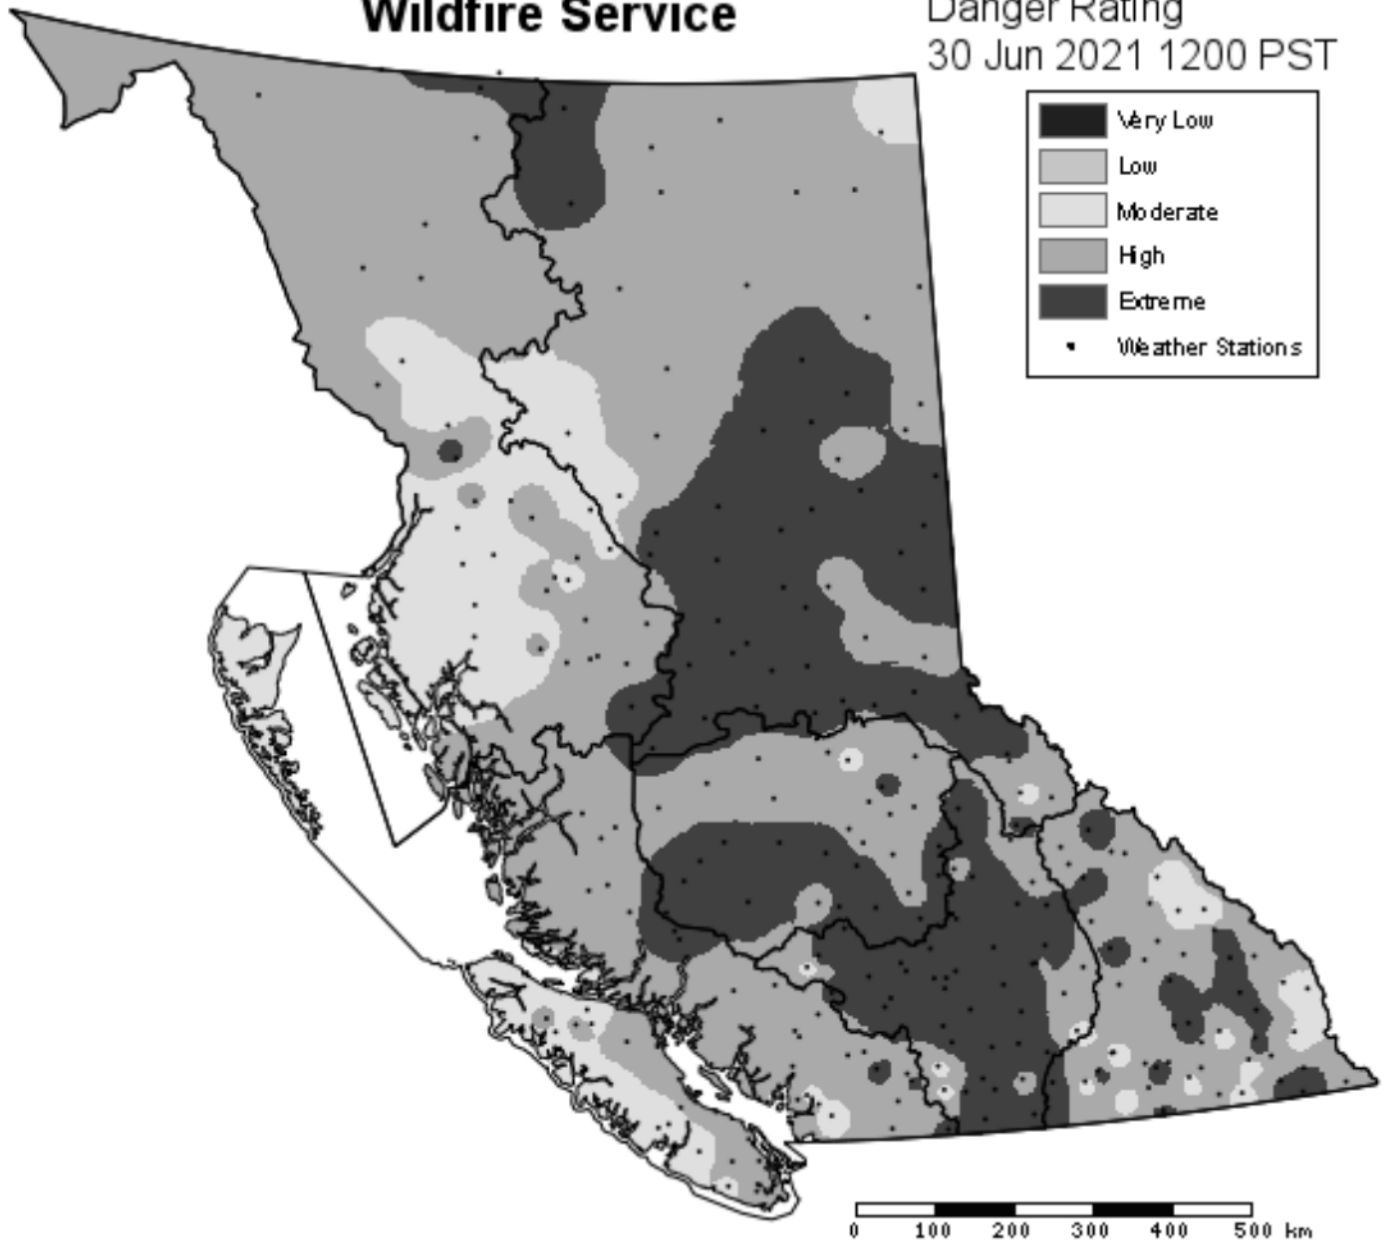 Wildfire Service
Danger Rating
30 Jun 2021 1200 PST
Very Low
Low
Moderate
High
Extreme
Weather Stations
0 100 200 300 400 500 km